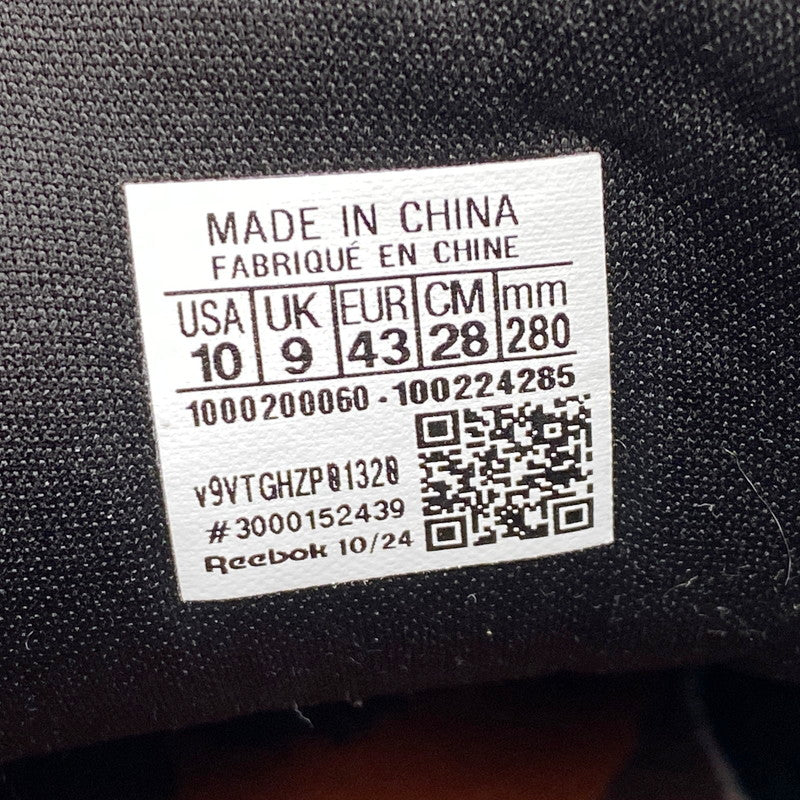 MADE IN CHINA
FABRIQUÉ EN CHINE
USA UK EUR CM mm
10 9 43 28 280
1000200060-100224285
v9VTGHZP01320
#3000152439
Reebok 10/24